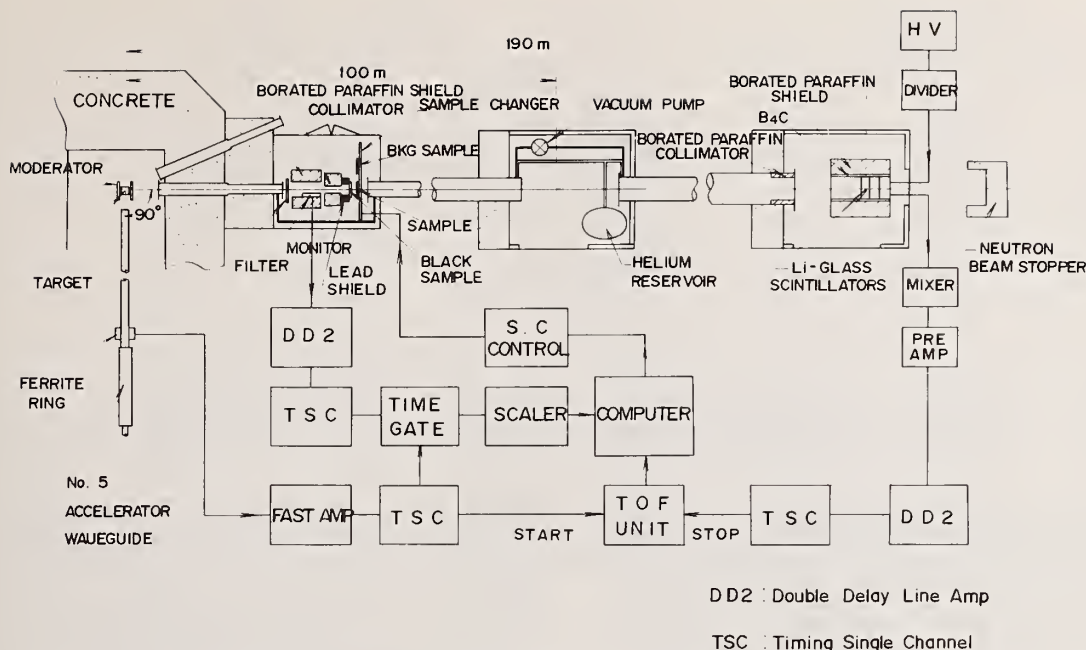 H V
190 m
DIVIDER
100 m
BORATED PARAFFIN SHIELD
COLLIMATOR
SAMPLE CHANGER
VACUUM PUMP
BORATED PARAFFIN
SHIELD
B4C
BORATED PARAFFIN
COLLIMATOR
CONCRETE
MODERATOR
BKG SAMPLE
90°
SAMPLE
MONITOR
BLACK SAMPLE
FILTER
LEAD
SHIELD
HELIUM
RESERVOIR
Li-GLASS
SCINTILLATORS
NEUTRON
BEAM STOPPER
TARGET
MIXER
DD2
S.C
CONTROL
PRE
AMP
FERRITE
RING
TSC
TIME
GATE
SCALER
COMPUTER
No. 5
ACCELERATOR
WAUEGUIDE
FAST AMP
TSC
START
TOF
UNIT
STOP
TSC
DD2
DD2 : Double Delay Line Amp
TSC : Timing Single Channel